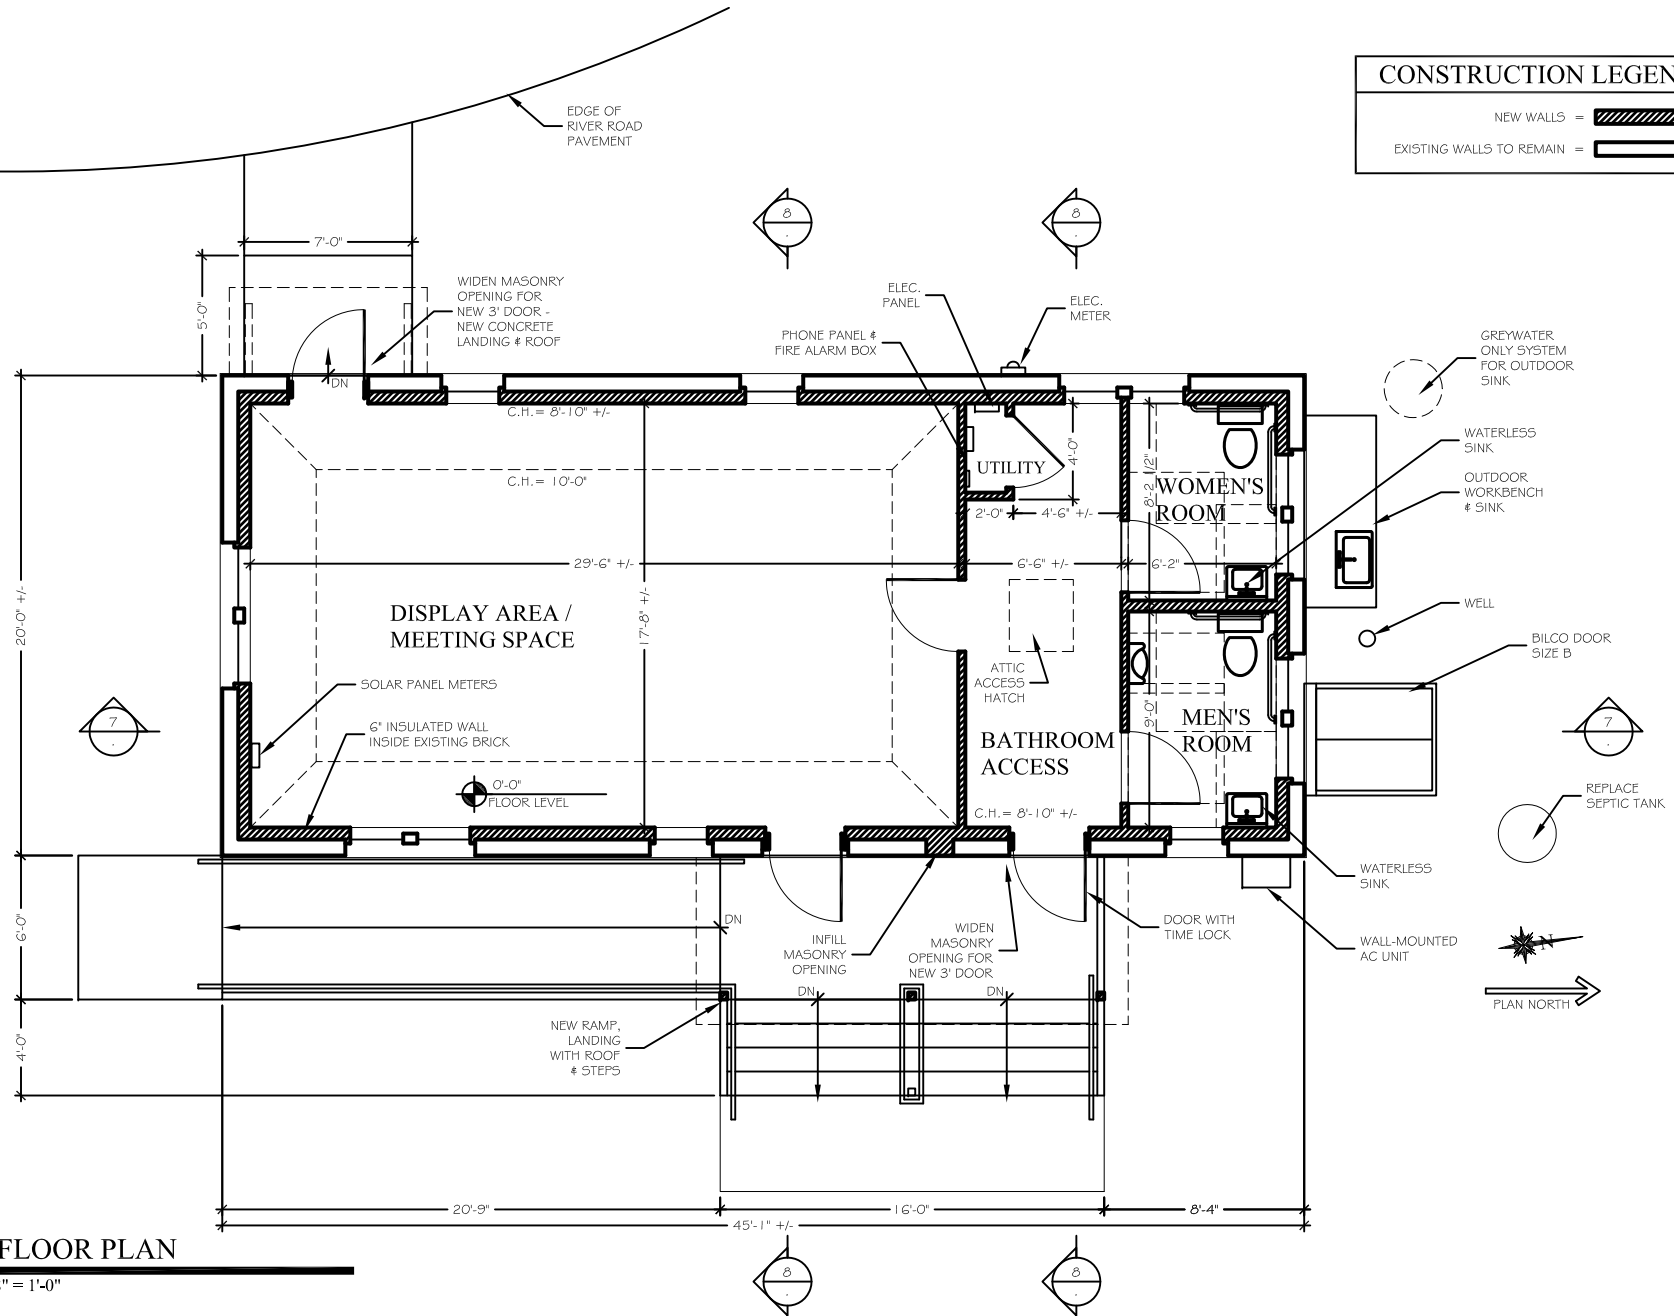 EDGE OF
RIVER ROAD
PAVEMENT
CONSTRUCTION LEGEN
NEW WALLS =
EXISTING WALLS TO REMAIN =
8
8
7'-0"
5'-0"
WIDEN MASONRY
OPENING FOR
NEW 3' DOOR -
NEW CONCRETE
LANDING & ROOF
DN
ELEC.
PANEL
ELEC.
METER
PHONE PANEL &
FIRE ALARM BOX
GREYWATER
ONLY SYSTEM
FOR OUTDOOR
SINK
C.H.= 8'-10" +/-
C.H.= 10'-0"
UTILITY
4'-0"
2'-0"
4'-6" +/-
8'-2 1/2"
WOMEN'S
ROOM
WATERLESS
SINK
OUTDOOR
WORKBENCH
& SINK
20'-0" +/-
29'-6" +/-
6'-6" +/-
6'-2"
17'-8" +/-
DISPLAY AREA /
MEETING SPACE
WELL
BILCO DOOR
SIZE B
ATTIC
ACCESS
HATCH
SOLAR PANEL METERS
6" INSULATED WALL
INSIDE EXISTING BRICK
7
7
9'-0"
MEN'S
ROOM
BATHROOM
ACCESS
0'-0"
FLOOR LEVEL
C.H.= 8'-10" +/-
REPLACE
SEPTIC TANK
WATERLESS
SINK
6'-0"
DN
INFILL
MASONRY
OPENING
WIDEN
MASONRY
OPENING FOR
NEW 3' DOOR
DOOR WITH
TIME LOCK
WALL-MOUNTED
AC UNIT
N
PLAN NORTH
DN
DN
4'-0"
NEW RAMP,
LANDING
WITH ROOF
& STEPS
20'-9"
16'-0"
8'-4"
45'-1" +/-
FLOOR PLAN
" = 1'-0"
8
8